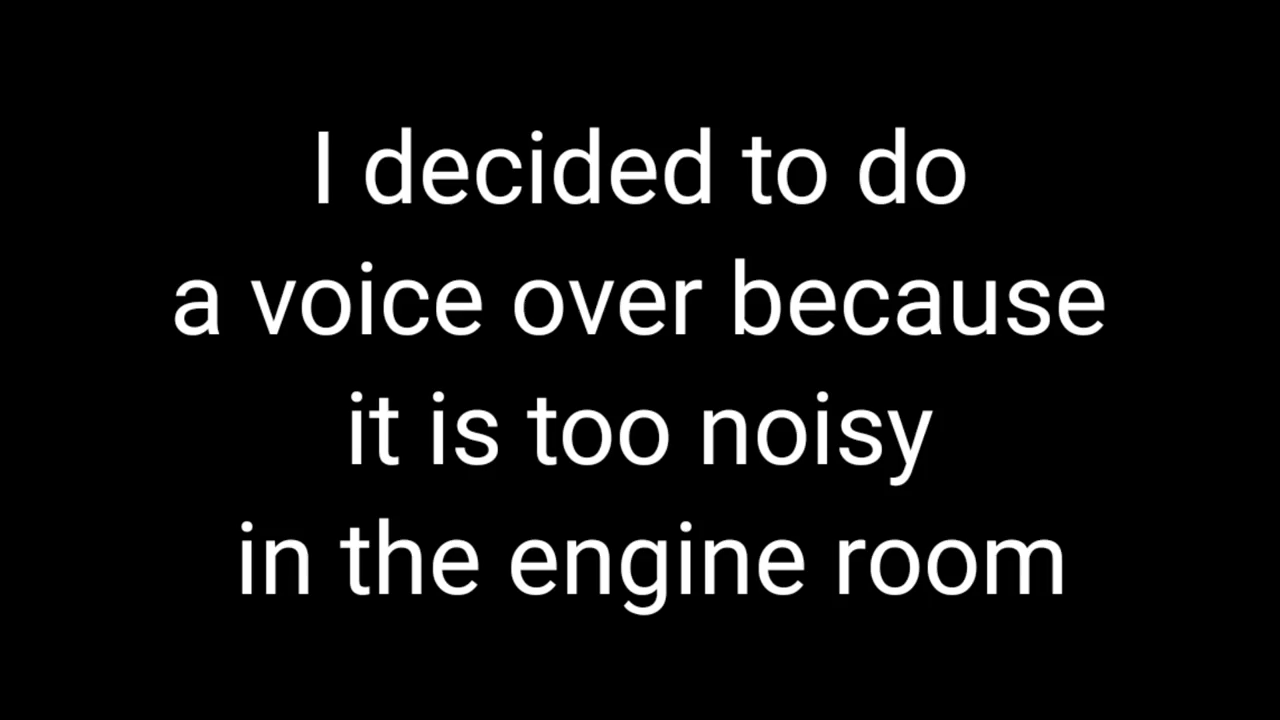 I decided to do
a voice over because
it is too noisy
in the engine room